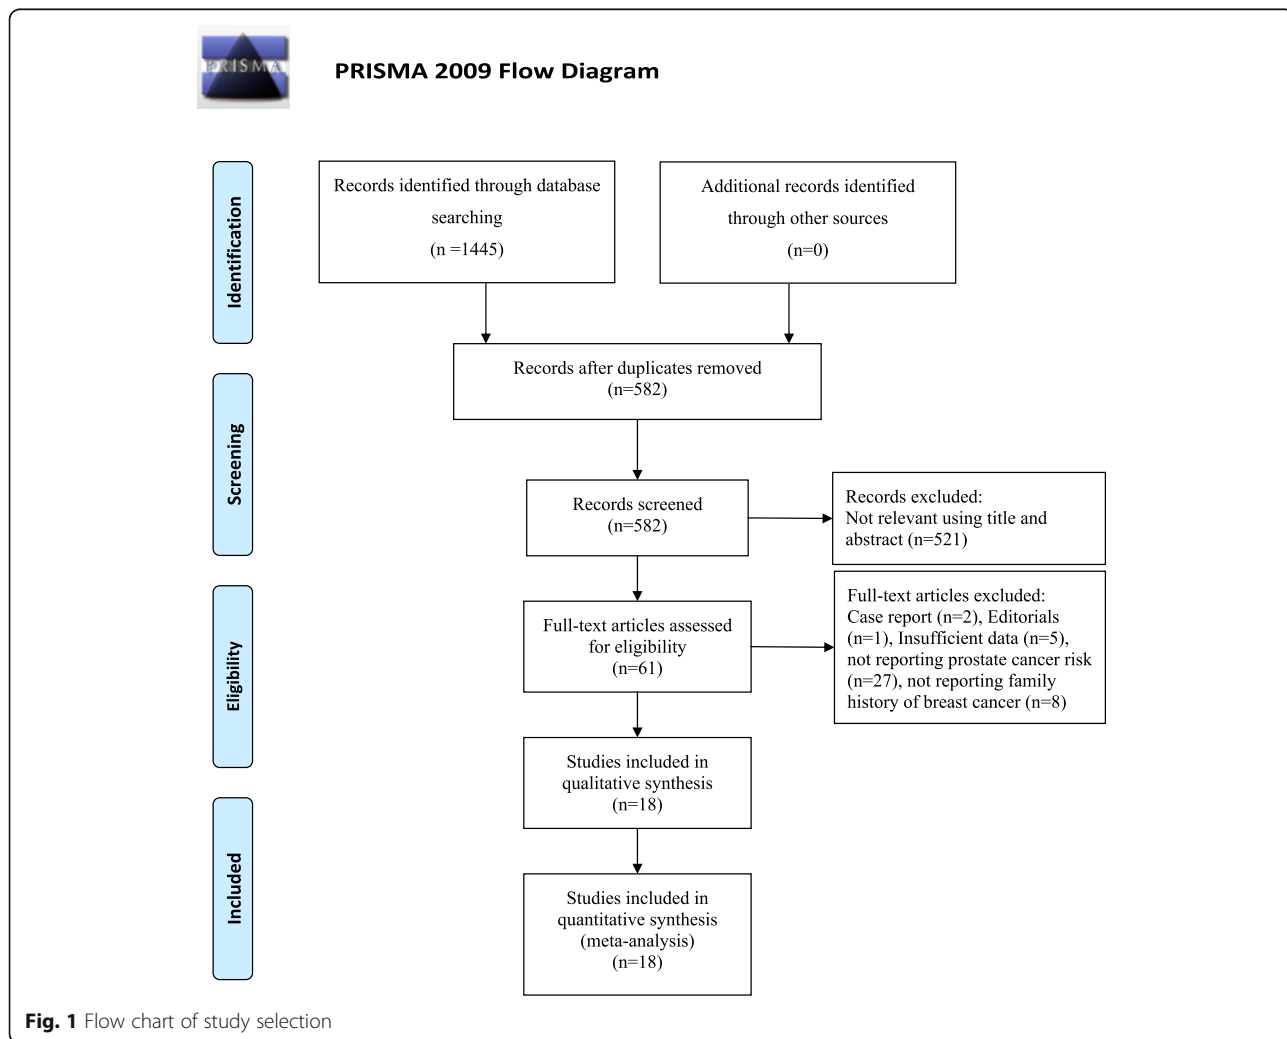 PRISMA
PRISMA 2009 Flow Diagram
Identification
Records identified through database
searching
(n =1445)
Additional records identified
through other sources
(n=0)
Records after duplicates removed
(n=582)
Screening
Records screened
(n=582)
Records excluded:
Not relevant using title and
abstract (n=521)
Eligibility
Full-text articles assessed
for eligibility
(n=61)
Full-text articles excluded:
Case report (n=2), Editorials
(n=1), Insufficient data (n=5),
not reporting prostate cancer risk
(n=27), not reporting family
history of breast cancer (n=8)
Studies included in
qualitative synthesis
(n=18)
Included
Studies included in
quantitative synthesis
(meta-analysis)
(n=18)
Fig. 1 Flow chart of study selection